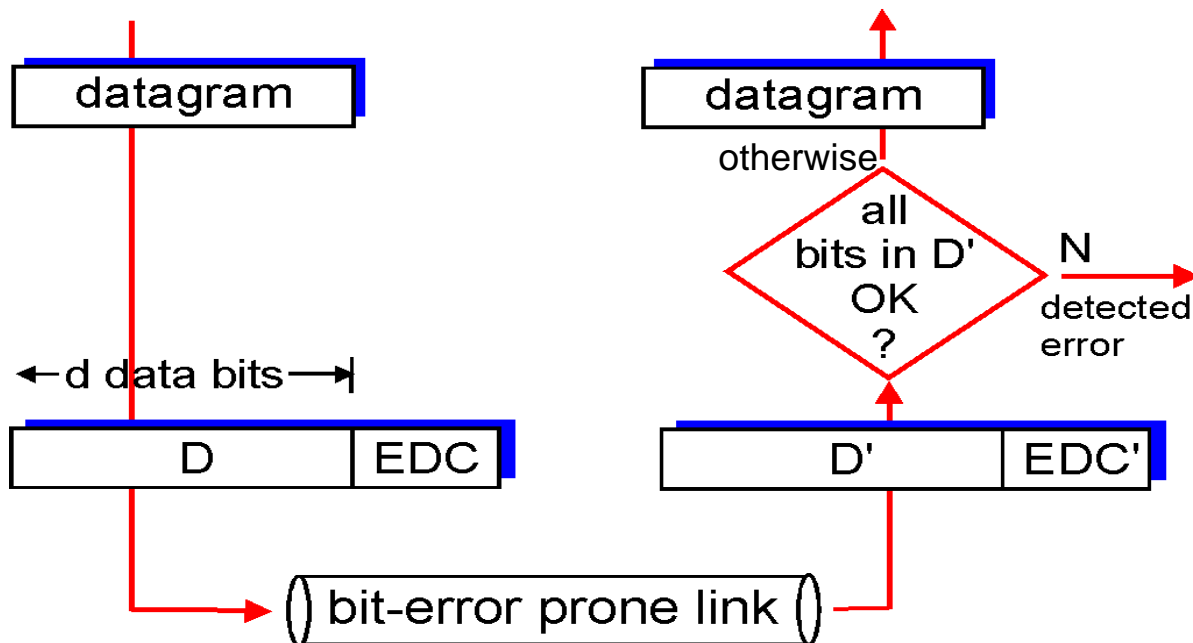 datagram
d data bits
D EDC
bit-error prone link
datagram
otherwise
all
bits in D'
OK
?
N
detected
error
D' EDC'